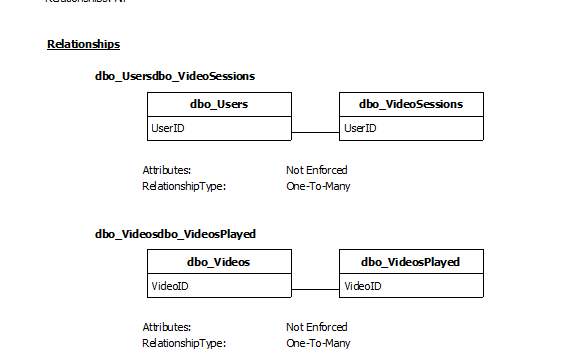 Relationships
dbo_Usersdbo_VideoSessions
dbo_Users dbo_VideoSessions
UserID UserID
Attributes: Not Enforced
RelationshipType: One-To-Many
dbo_Videosdbo_VideosPlayed
dbo_Videos dbo_VideosPlayed
VideoID VideoID
Attributes: Not Enforced
RelationshipType: One-To-Many